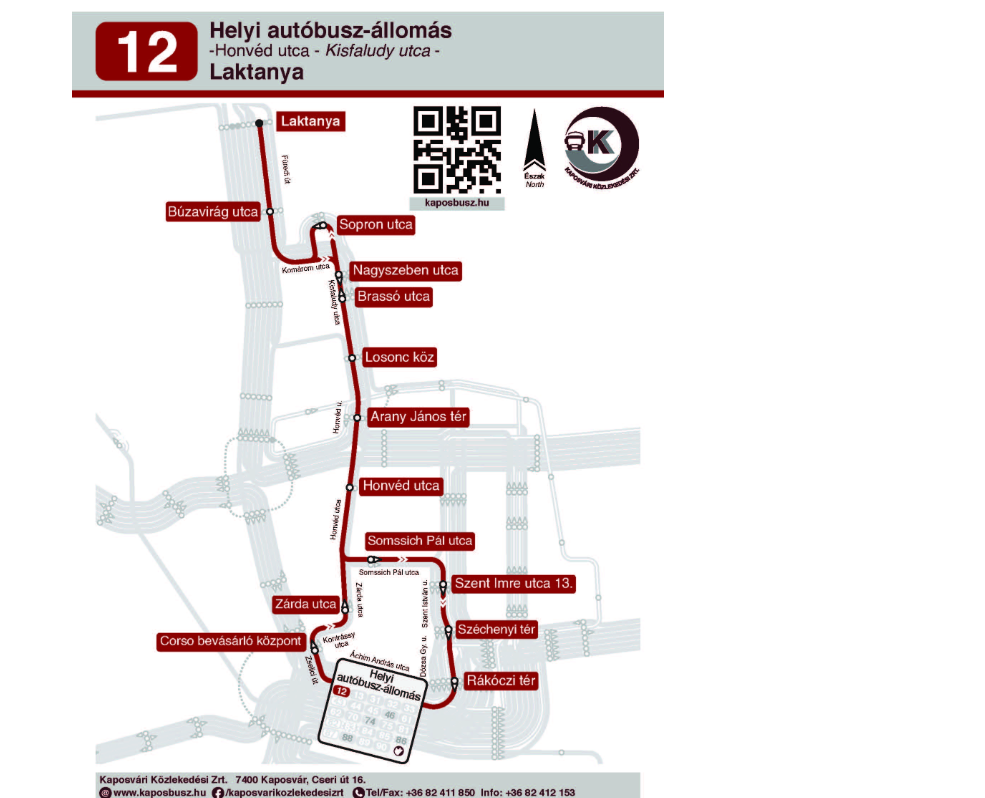 12
Helyi autóbusz-állomás
-Honvéd utca - Kisfaludy utca -
Laktanya
Laktanya
Füredi út
kaposbusz.hu
Észak
North
KAPOSVÁRI KÖZLEKEDÉSI ZRT.
Búzavirág utca
Sopron utca
Komárom utca
Nagyszeben utca
Brassó utca
Kisfaludy utca
Losonc köz
Honvéd u.
Arany János tér
Honvéd utca
Honvéd utca
Somssich Pál utca
Somssich Pál utca
Szent Imre utca 13.
Szent István u.
Zárda utca
Zárda utca
Széchenyi tér
Corso bevásárló központ
Kontrássy
utca
Zselici út
Áchim András utca
Dózsa Gy. u.
Rákóczi tér
Helyi
autóbusz-állomás
12
46
74
86
88
Kaposvári Közlekedési Zrt. 7400 Kaposvár, Cseri út 16.
www.kaposbusz.hu /kaposvarikozlekedesizrt Tel/Fax: +36 82 411 850 Info: +36 82 412 153